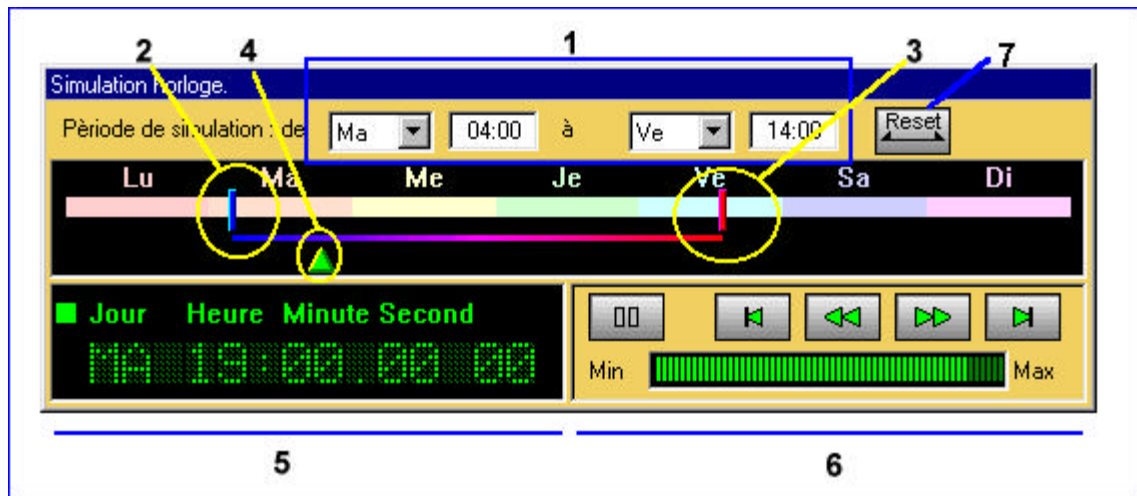 2 4 1 3 7
Simulation horloge.
Pèriode de simulation : de Ma 04:00 à Ve 14:00 Reset
Lu Ma Me Je Ve Sa Di
Jour Heure Minute Second
MA 19:00.00 00
Min Max
5 6